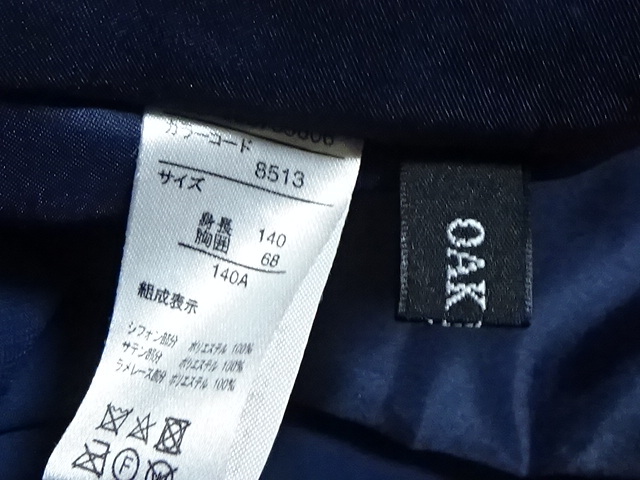 カラーコード
8513
サイズ
身長 140
胸囲 68
140A
組成表示
シフォン部分 ポリエステル 100%
サテン部分 ポリエステル 100%
ラメレース部分 ポリエステル 100%
F
OAK